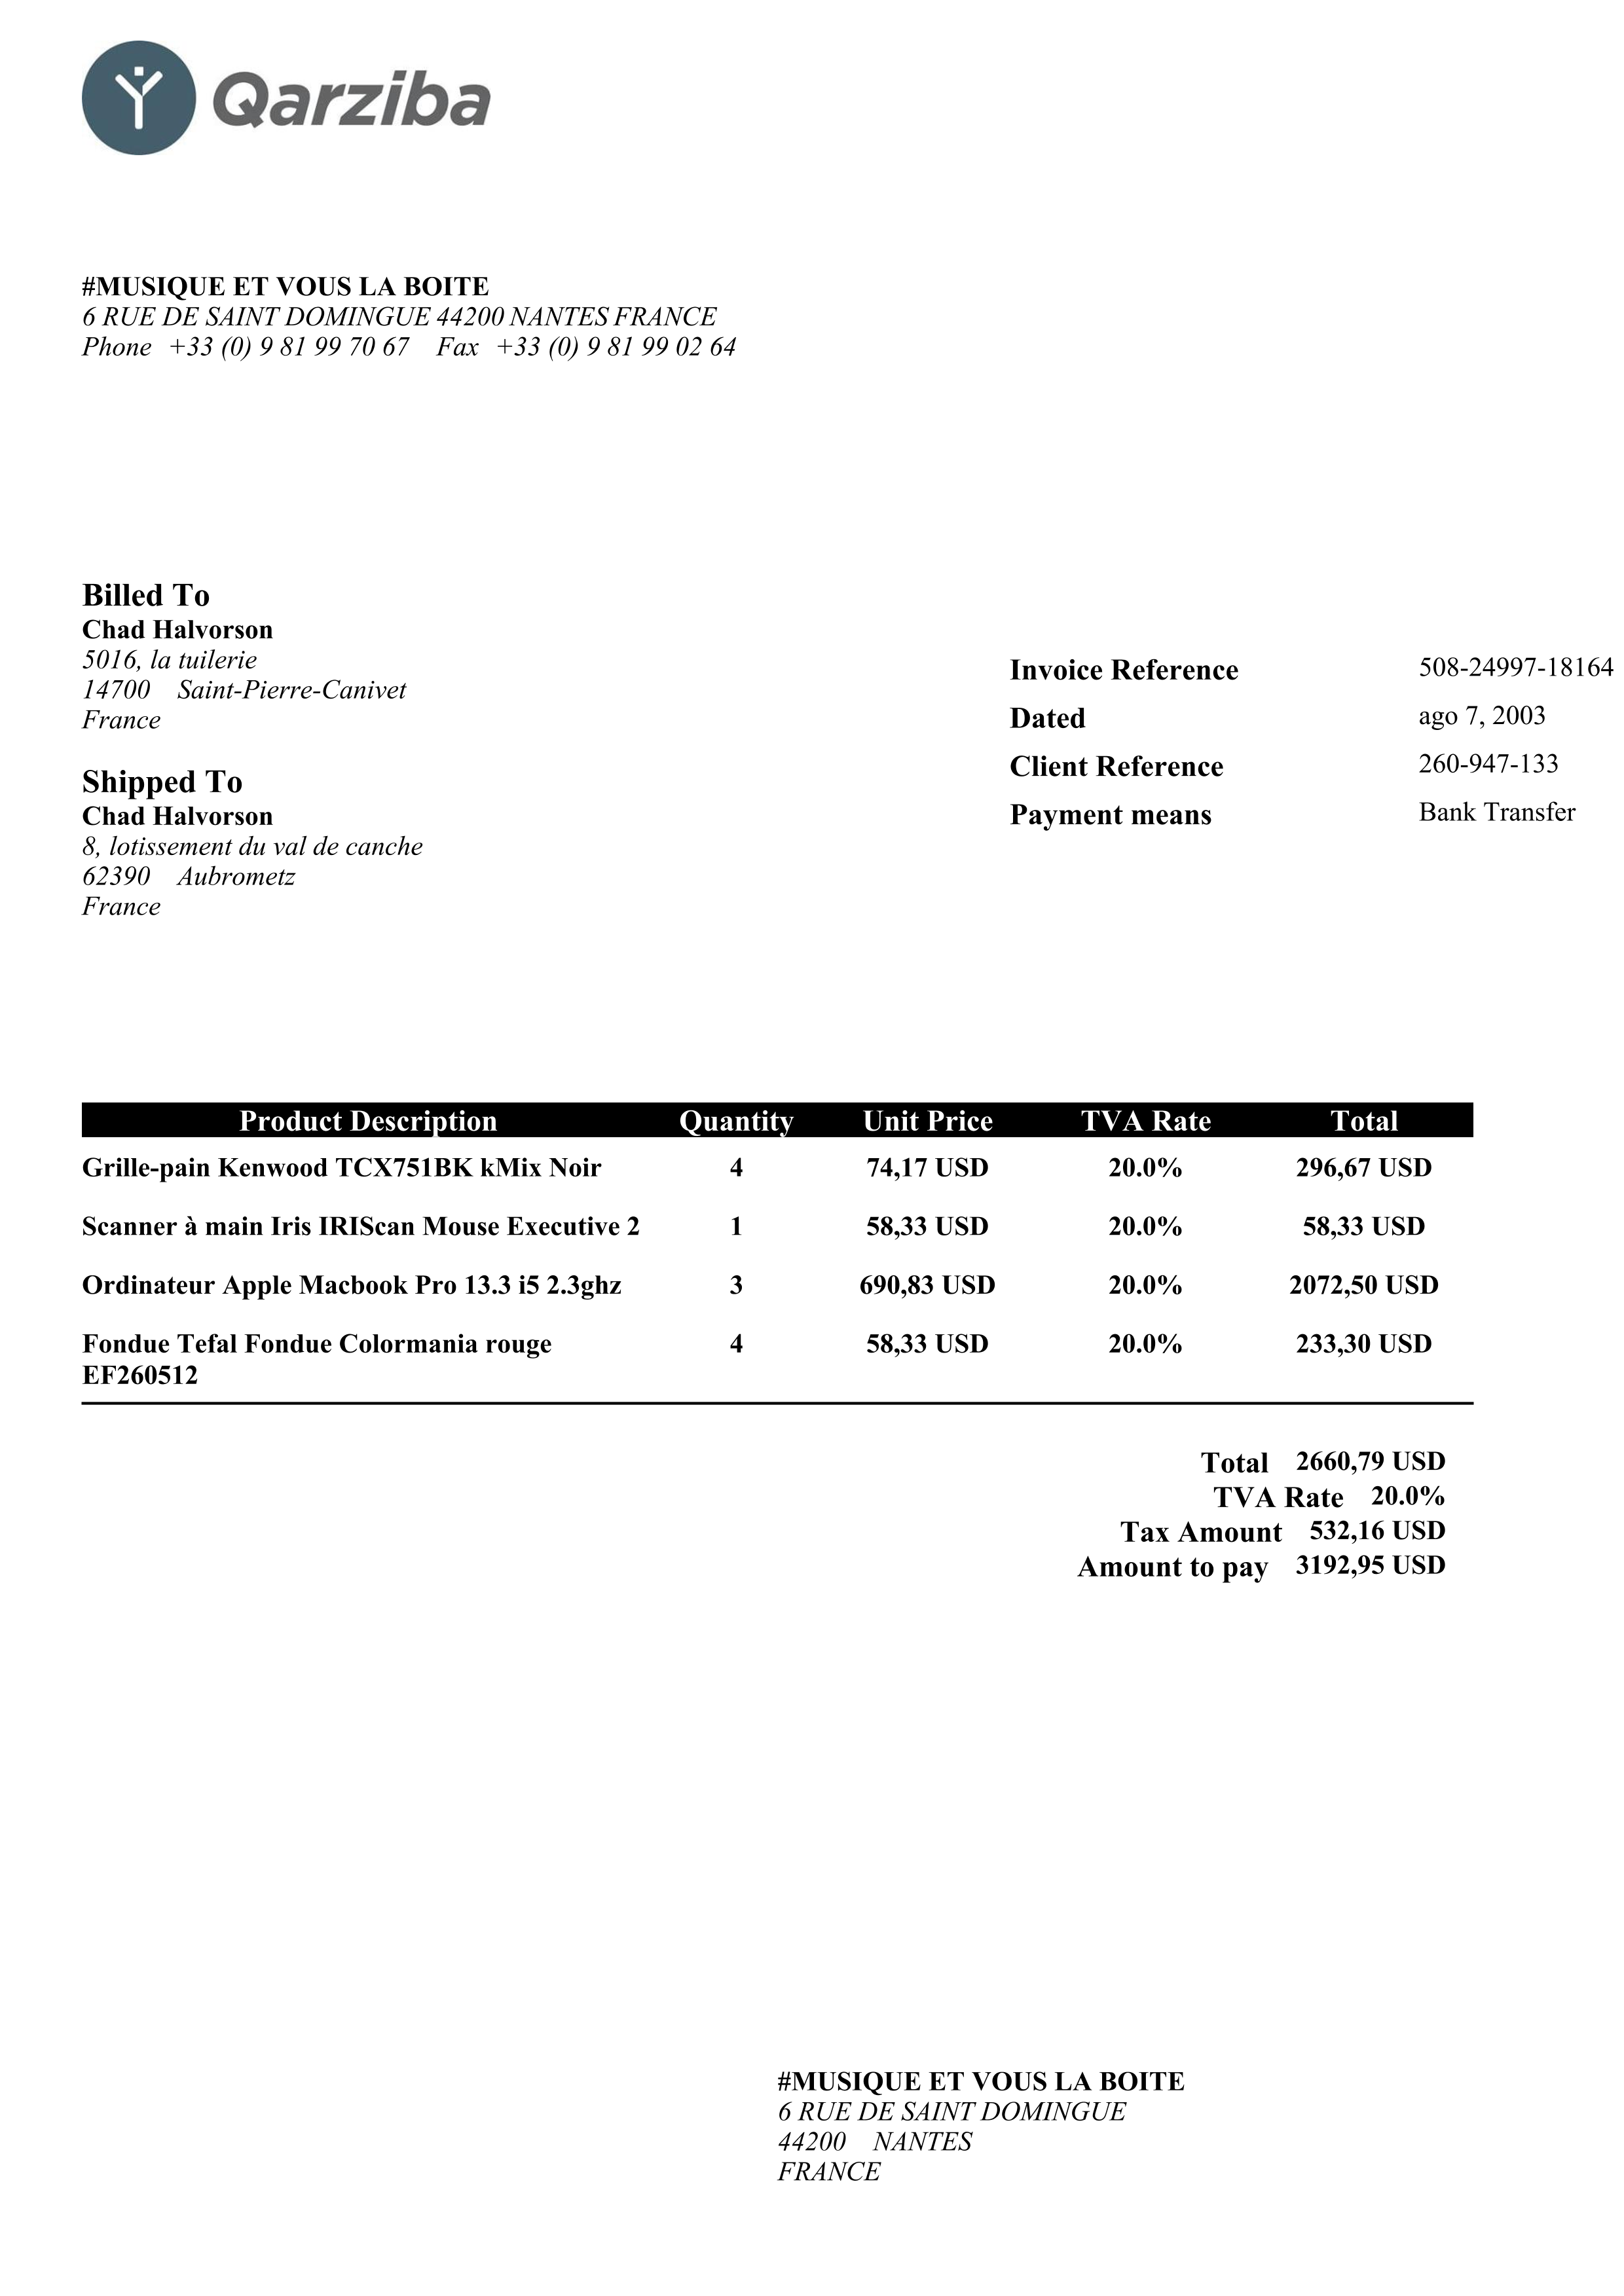 Qarziba
#MUSIQUE ET VOUS LA BOITE
6 RUE DE SAINT DOMINGUE 44200 NANTES FRANCE
Phone +33 (0) 9 81 99 70 67 Fax +33 (0) 9 81 99 02 64
Billed To
Chad Halvorson
5016, la tuilerie
14700 Saint-Pierre-Canivet
France
Shipped To
Chad Halvorson
8, lotissement du val de canche
62390 Aubrometz
France
Invoice Reference 508-24997-18164
Dated ago 7, 2003
Client Reference 260-947-133
Payment means Bank Transfer
Product Description Quantity Unit Price TVA Rate Total
Grille-pain Kenwood TCX751BK kMix Noir 4 74,17 USD 20.0% 296,67 USD
Scanner à main Iris IRIScan Mouse Executive 2 1 58,33 USD 20.0% 58,33 USD
Ordinateur Apple Macbook Pro 13.3 i5 2.3ghz 3 690,83 USD 20.0% 2072,50 USD
Fondue Tefal Fondue Colormania rouge 4 58,33 USD 20.0% 233,30 USD
EF260512
Total 2660,79 USD
TVA Rate 20.0%
Tax Amount 532,16 USD
Amount to pay 3192,95 USD
#MUSIQUE ET VOUS LA BOITE
6 RUE DE SAINT DOMINGUE
44200 NANTES
FRANCE